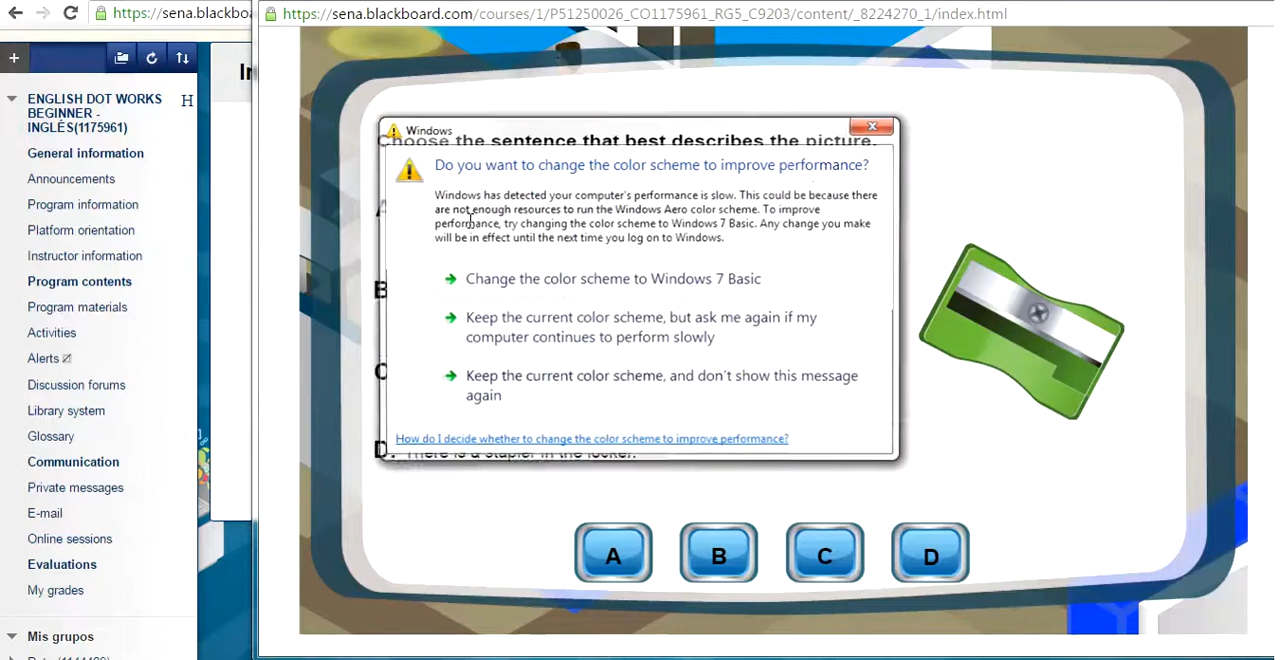 https://sena.blackboard
https://sena.blackboard.com/courses/1/P51250026_CO1175961_RG5_C9203/content/_8224270_1/index.html
ENGLISH DOT WORKS
BEGINNER -
INGLÉS(1175961)
H
General information
Announcements
Program information
Platform orientation
Instructor information
Program contents
Program materials
Activities
Alerts
Discussion forums
Library system
Glossary
Communication
Private messages
E-mail
Online sessions
Evaluations
My grades
Mis grupos
Choose the sentence that best describes the picture.
Windows
Do you want to change the color scheme to improve performance?
Windows has detected your computer's performance is slow. This could be because there
are not enough resources to run the Windows Aero color scheme. To improve
performance, try changing the color scheme to Windows 7 Basic. Any change you make
will be in effect until the next time you log on to Windows.
Change the color scheme to Windows 7 Basic
Keep the current color scheme, but ask me again if my
computer continues to perform slowly
Keep the current color scheme, and don't show this message
again
How do I decide whether to change the color scheme to improve performance?
B
C
D. There is a stapler in the locker.
A
B
C
D